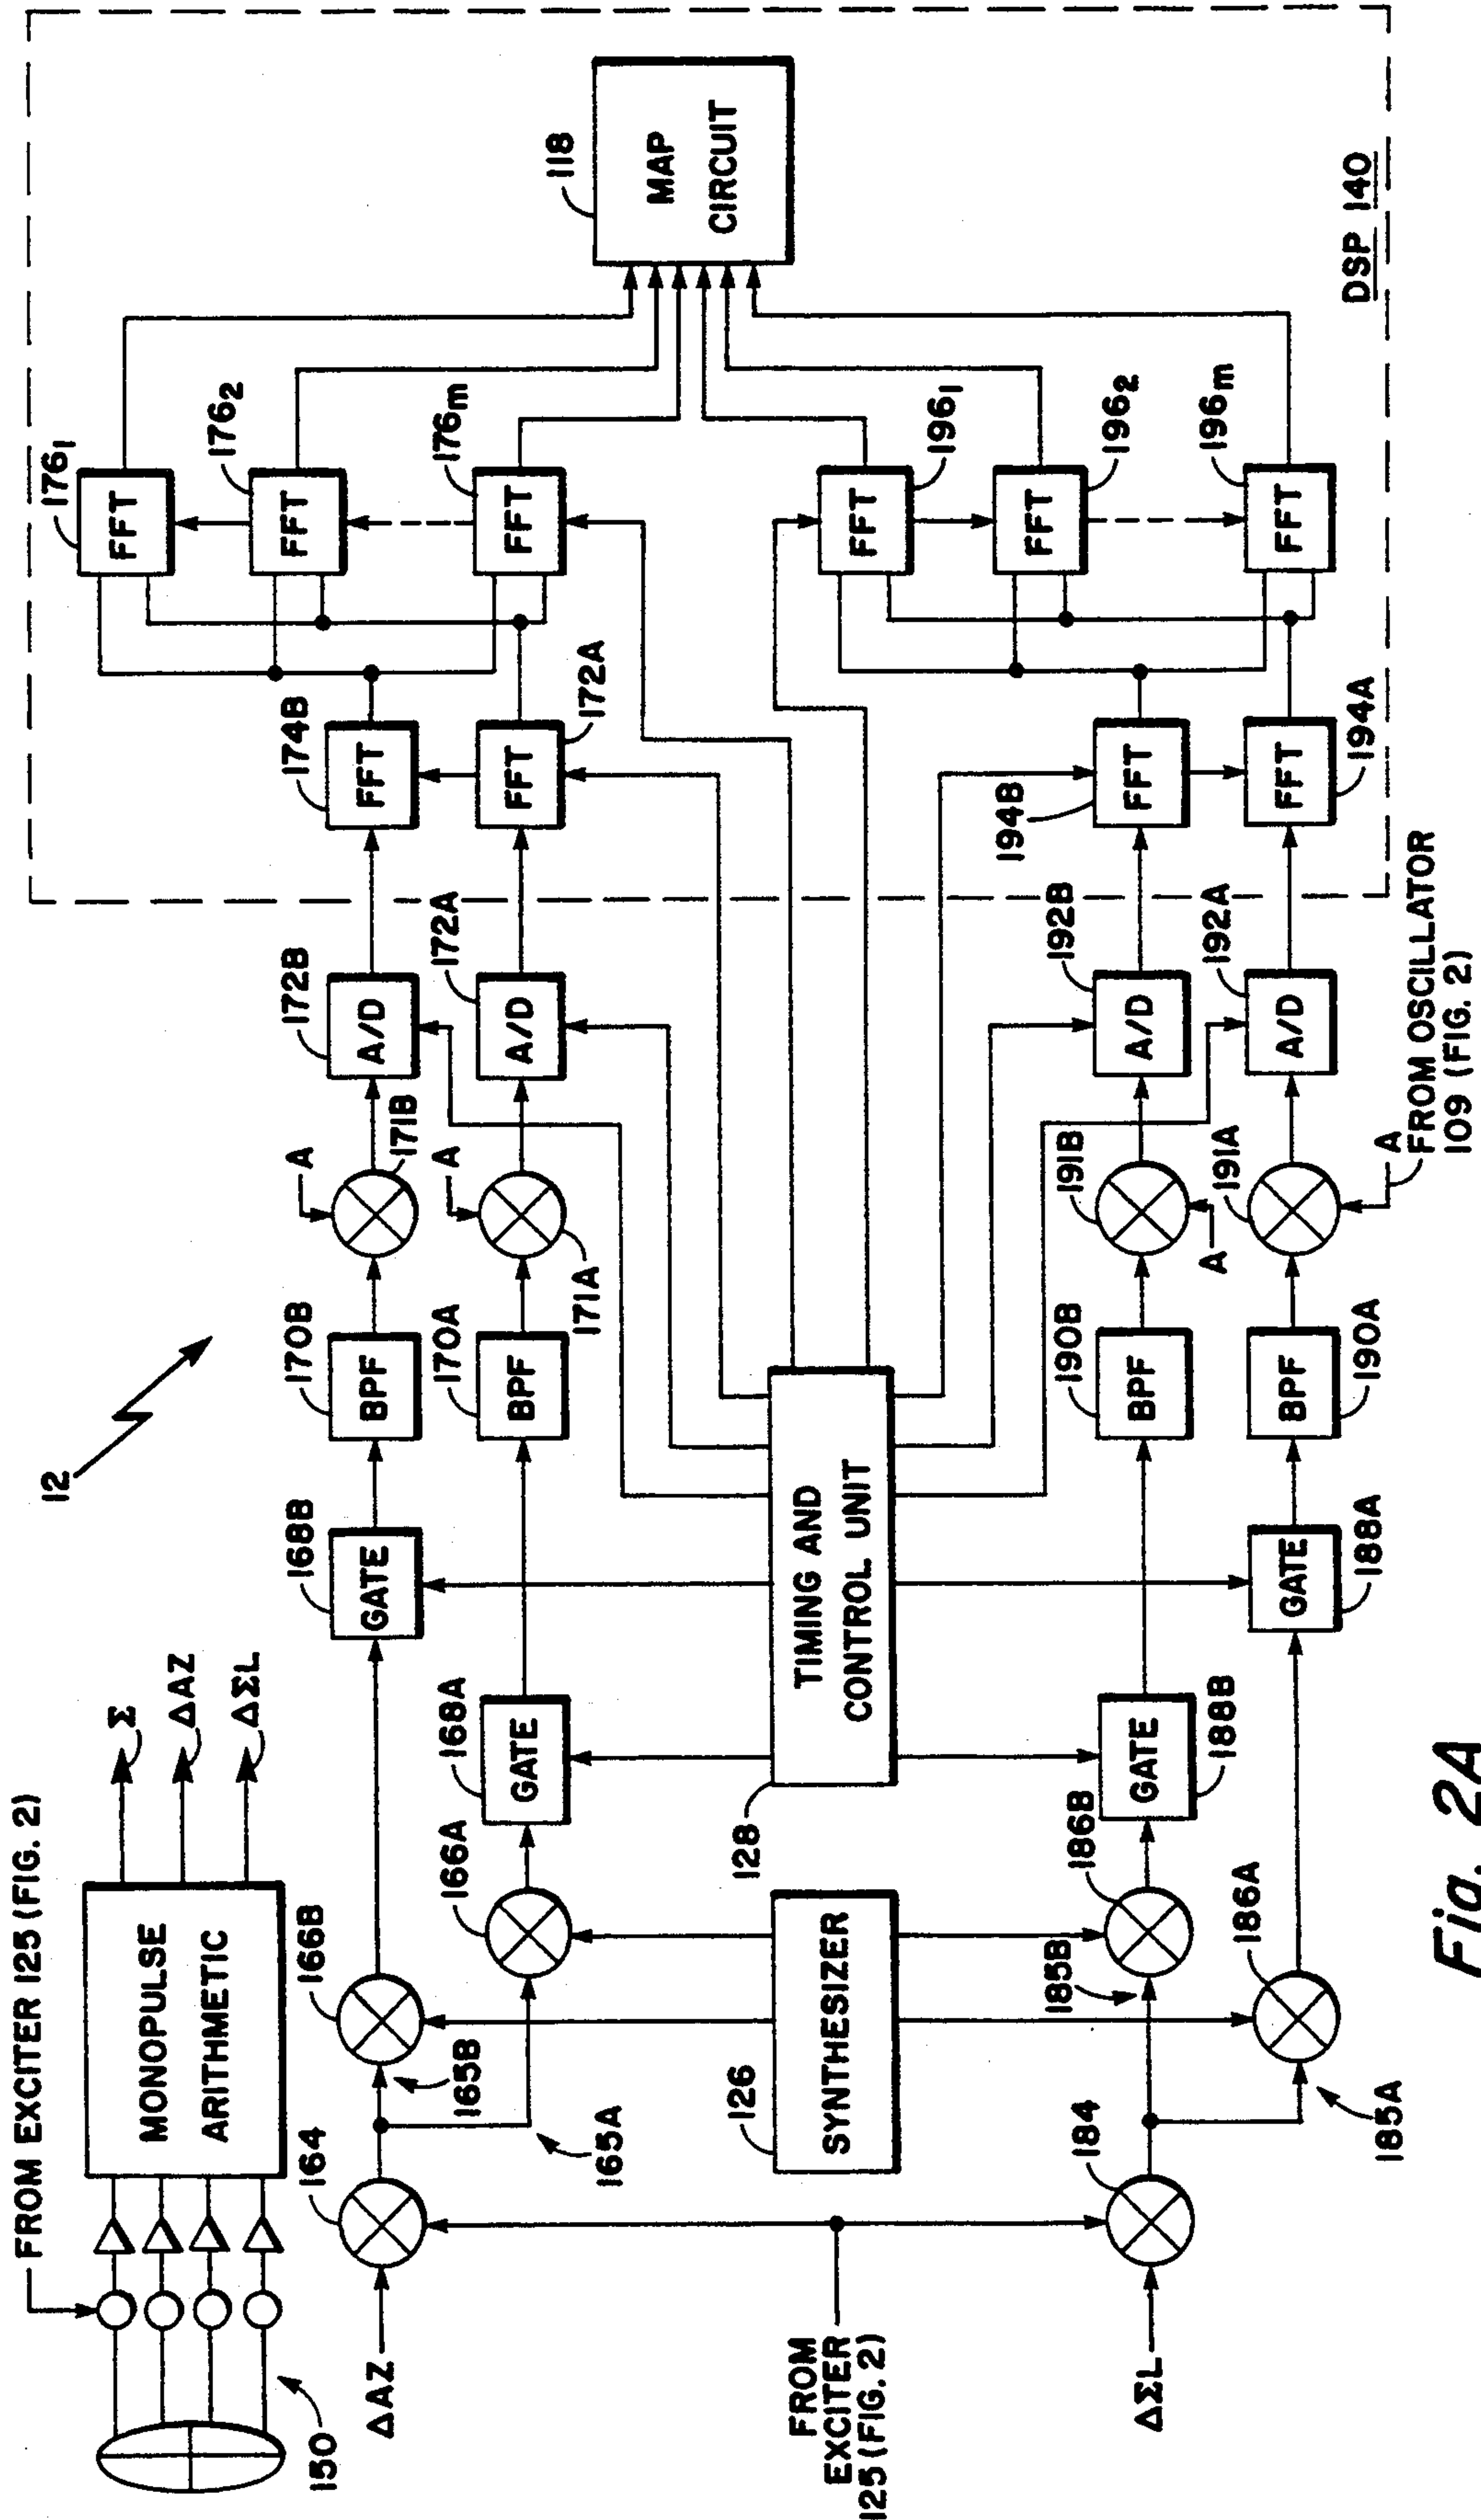 FROM EXCITER 125 (FIG. 2)
MONOPULSE
ARITHMETIC
Σ
ΔAZ
ΔΣL
150
12
ΔAZ
164
165B
165A
166B
166A
168B
GATE
168A
GATE
170B
BPF
170A
BPF
A
171B
A
171A
172B
A/D
172A
A/D
174B
FFT
172A
FFT
176₁
FFT
176₂
FFT
176m
FFT
118
MAP
CIRCUIT
FROM
EXCITER
125 (FIG. 2)
126
SYNTHESIZER
128
TIMING AND
CONTROL UNIT
ΔΣL
184
185B
185A
186B
186A
GATE
188B
GATE
188A
190B
BPF
BPF
190A
191B
A
191A
A
FROM OSCILLATOR
109 (FIG. 2)
192B
A/D
192A
A/D
194B
FFT
FFT
194A
FFT
196₁
FFT
196₂
FFT
196m
DSP 140
Fig. 2A